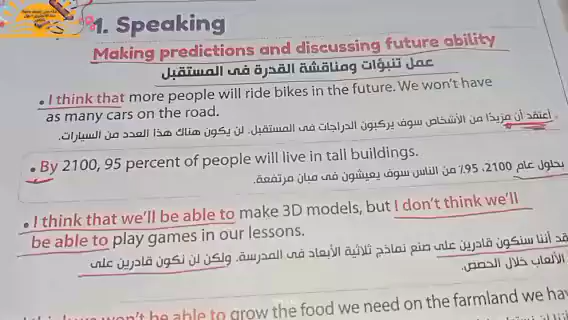 1. Speaking
Making predictions and discussing future ability
عمل تنبؤات ومناقشة القدرة فى المستقبل
• I think that more people will ride bikes in the future. We won't have
as many cars on the road.
أعتقد أن مزيدًا من الأشخاص سوف يركبون الدراجات فى المستقبل. لن يكون هناك هذا العدد من السيارات.
• By 2100, 95 percent of people will live in tall buildings.
بحلول عام 2100، 95٪ من الناس سوف يعيشون فى مبانٍ مرتفعة.
• I think that we'll be able to make 3D models, but I don't think we'll
be able to play games in our lessons.
أننا سنكون قادرين على صنع نماذج ثلاثية الأبعاد فى المدرسة. ولكن لن نكون قادرين على
الألعاب خلال الحصص.
won't be able to grow the food we need on the farmland we